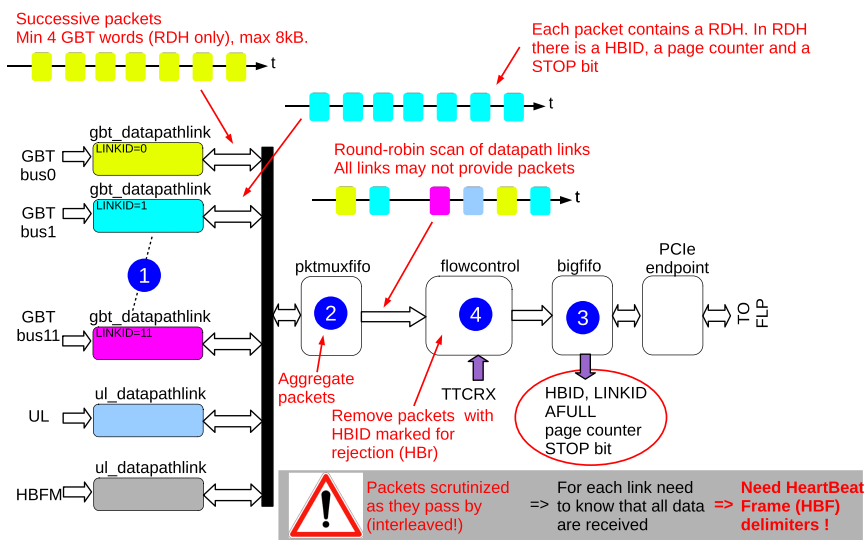 Successive packets
Min 4 GBT words (RDH only), max 8kB.
t
Each packet contains a RDH. In RDH
there is a HBID, a page counter and a
STOP bit
t
gbt_datapathlink
LINKID=0
GBT
bus0
Round-robin scan of datapath links
All links may not provide packets
t
gbt_datapathlink
LINKID=1
GBT
bus1
1
gbt_datapathlink
LINKID=11
GBT
bus11
pktmuxfifo
2
flowcontrol
4
bigfifo
3
PCIe
endpoint
TO
FLP
Aggregate
packets
TTCRX
Remove packets with
HBID marked for
rejection (HBr)
HBID, LINKID
AFULL
page counter
STOP bit
ul_datapathlink
UL
ul_datapathlink
HBFM
!
Packets scrutinized
as they pass by
(interleaved!)
=>
For each link need
to know that all data
are received
=>
Need HeartBeat
Frame (HBF)
delimiters !